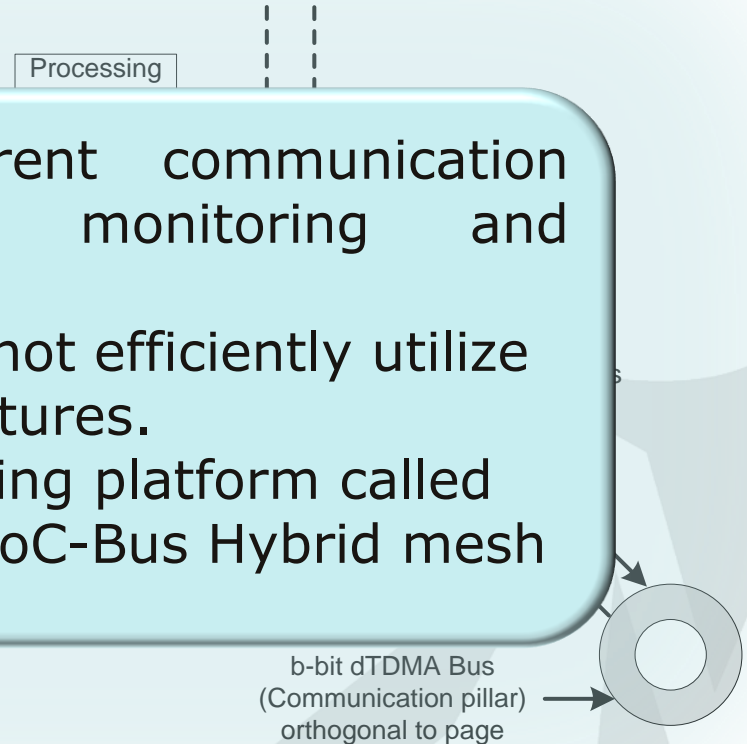 Processing
rent communication
monitoring and
not efficiently utilize
tures.
ing platform called
oC-Bus Hybrid mesh
s
b-bit dTDMA Bus
(Communication pillar)
orthogonal to page